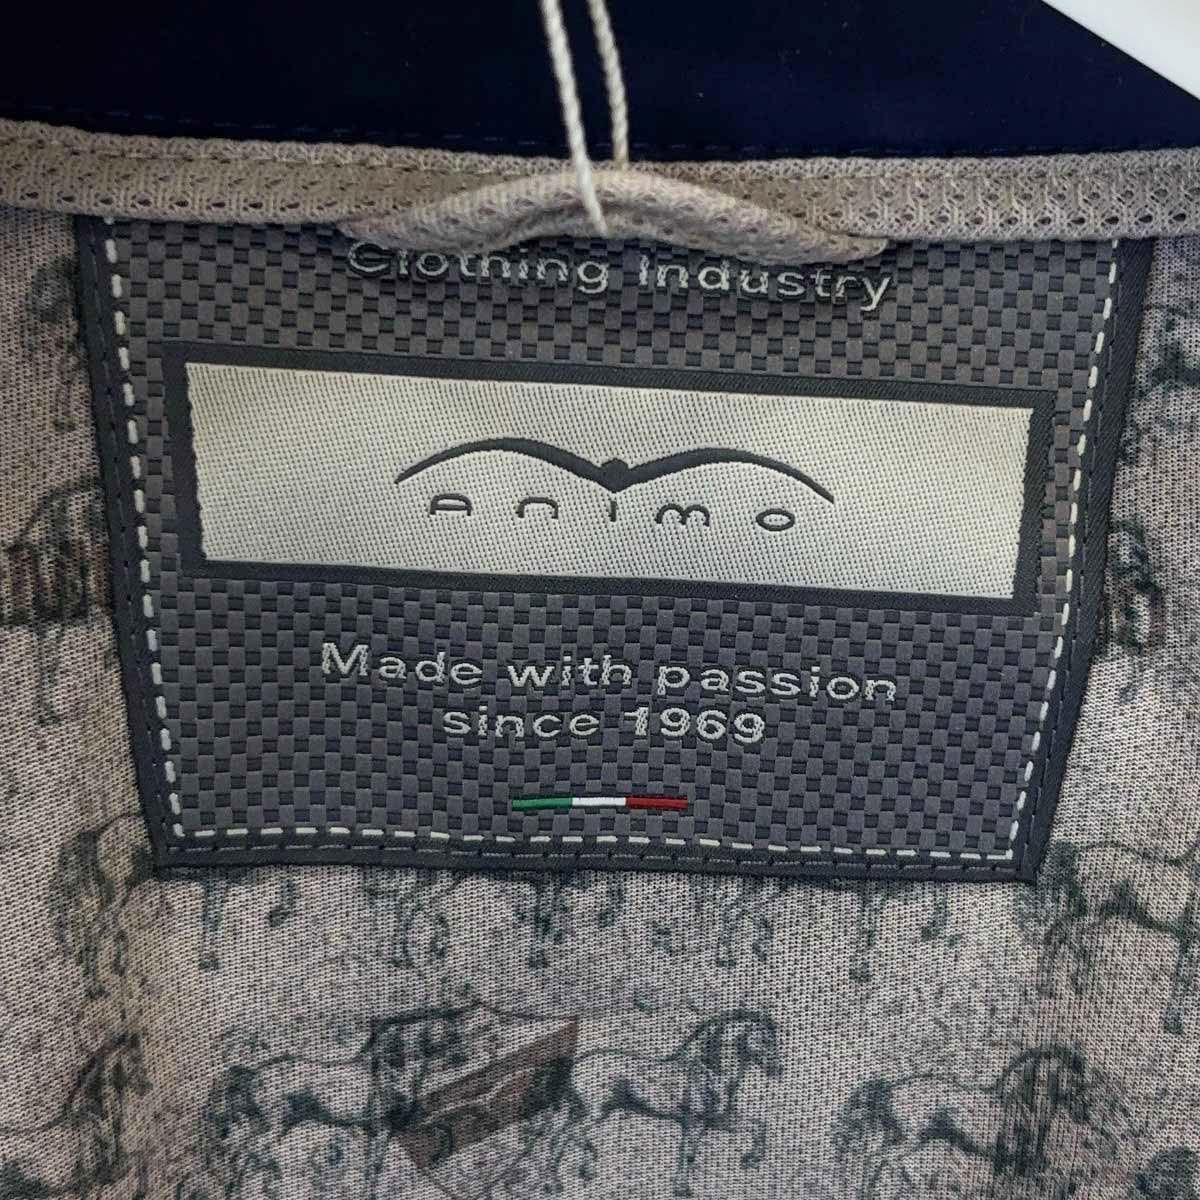 Clothing Industry
Animo
Made with passion
since 1969